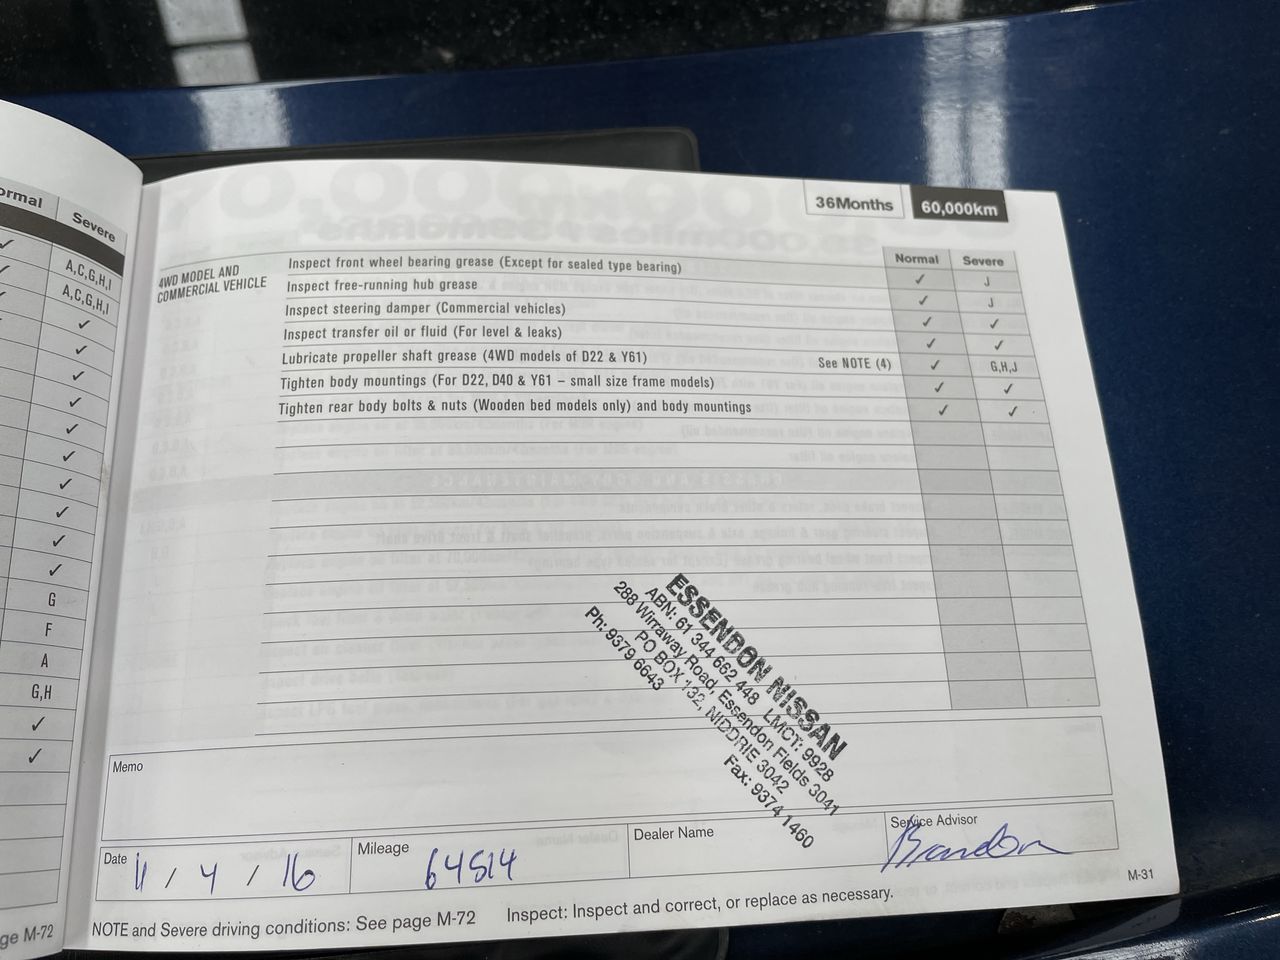 ormal
Severe
A,C,G,H,I
A,C,G,H,I
✓
✓
✓
✓
✓
✓
✓
✓
✓
✓
G
F
A
G,H
✓
✓
ge M-72
36Months 60,000km
Normal Severe
4WD MODEL AND
COMMERCIAL VEHICLE
Inspect front wheel bearing grease (Except for sealed type bearing) ✓ J
Inspect free-running hub grease ✓ J
Inspect steering damper (Commercial vehicles) ✓ ✓
Inspect transfer oil or fluid (For level & leaks) ✓ ✓
Lubricate propeller shaft grease (4WD models of D22 & Y61) See NOTE (4) ✓ G,H,J
Tighten body mountings (For D22, D40 & Y61 – small size frame models) ✓ ✓
Tighten rear body bolts & nuts (Wooden bed models only) and body mountings ✓ ✓
ESSENDON NISSAN
ABN: 61 344 662 448 LMCT: 9928
288 Wirraway Road, Essendon Fields 3041
PO BOX 132, NIDDRIE 3042
Ph: 9379 6643 Fax: 9374 1460
Memo
Date 11 / 4 / 16
Mileage 64514
Dealer Name
Service Advisor
Brandon
NOTE and Severe driving conditions: See page M-72 Inspect: Inspect and correct, or replace as necessary.
M-31